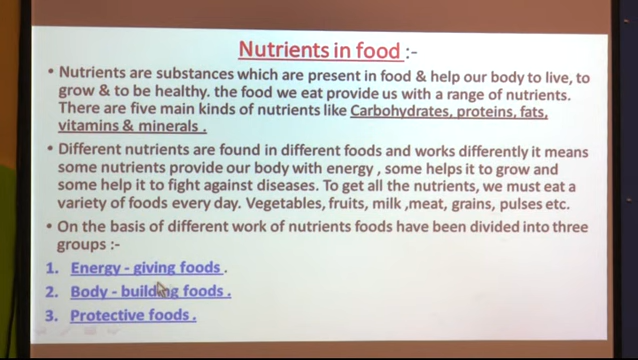 Nutrients in food :-
• Nutrients are substances which are present in food & help our body to live, to
grow & to be healthy. the food we eat provide us with a range of nutrients.
There are five main kinds of nutrients like Carbohydrates, proteins, fats,
vitamins & minerals .
• Different nutrients are found in different foods and works differently it means
some nutrients provide our body with energy , some helps it to grow and
some help it to fight against diseases. To get all the nutrients, we must eat a
variety of foods every day. Vegetables, fruits, milk ,meat, grains, pulses etc.
• On the basis of different work of nutrients foods have been divided into three
groups :-
1. Energy - giving foods .
2. Body - building foods .
3. Protective foods .